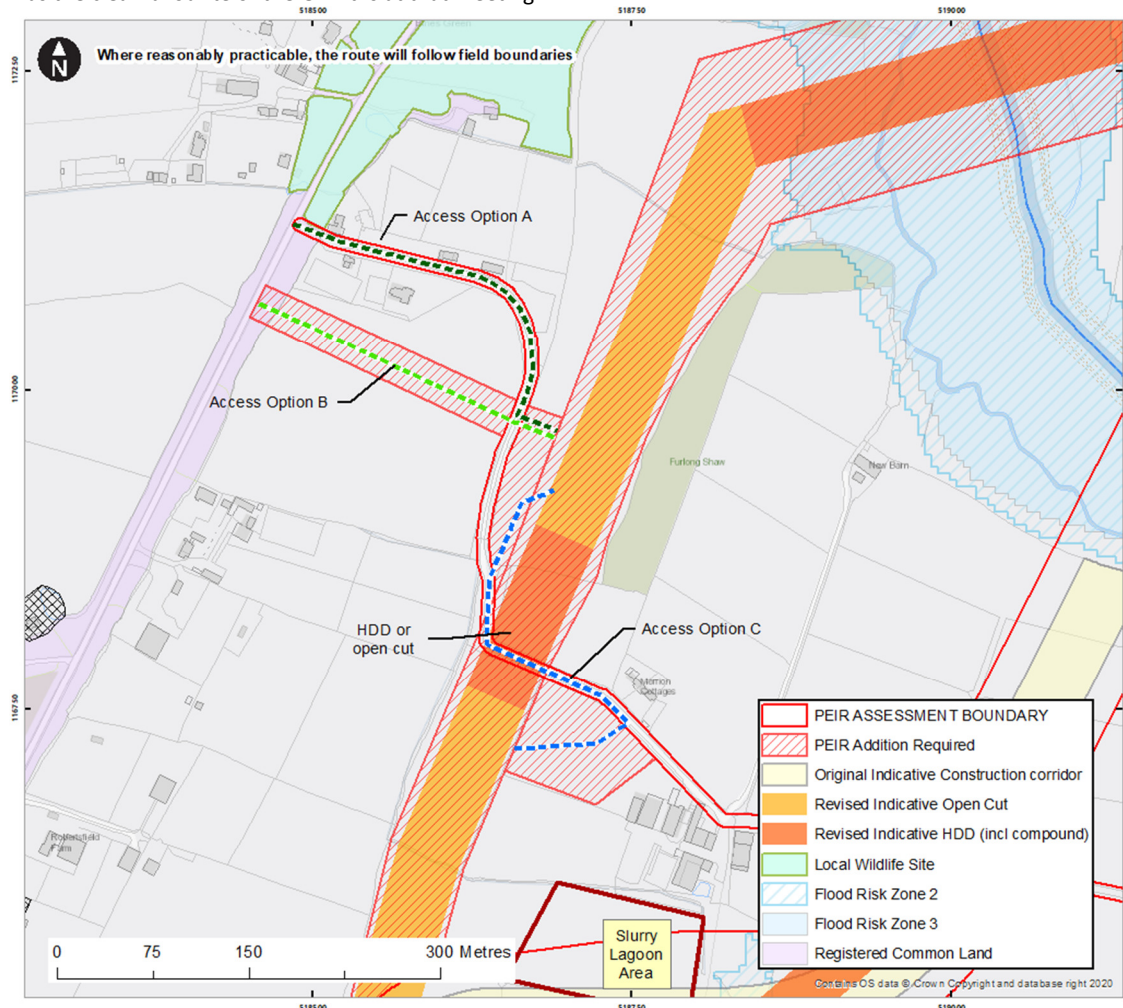 518500
518750
519000
117250
N
Where reasonably practicable, the route will follow field boundaries
Access Option A
117000
Access Option B
Furlong Shaw
New Barn
HDD or
open cut
Access Option C
Cottages
116750
Farm
PEIR ASSESSMENT BOUNDARY
PEIR Addition Required
Original Indicative Construction corridor
Revised Indicative Open Cut
Revised Indicative HDD (incl compound)
Local Wildlife Site
Flood Risk Zone 2
Flood Risk Zone 3
Registered Common Land
0 75 150 300 Metres
Slurry
Lagoon
Area
Contains OS data © Crown Copyright and database right 2020
518500
518750
519000